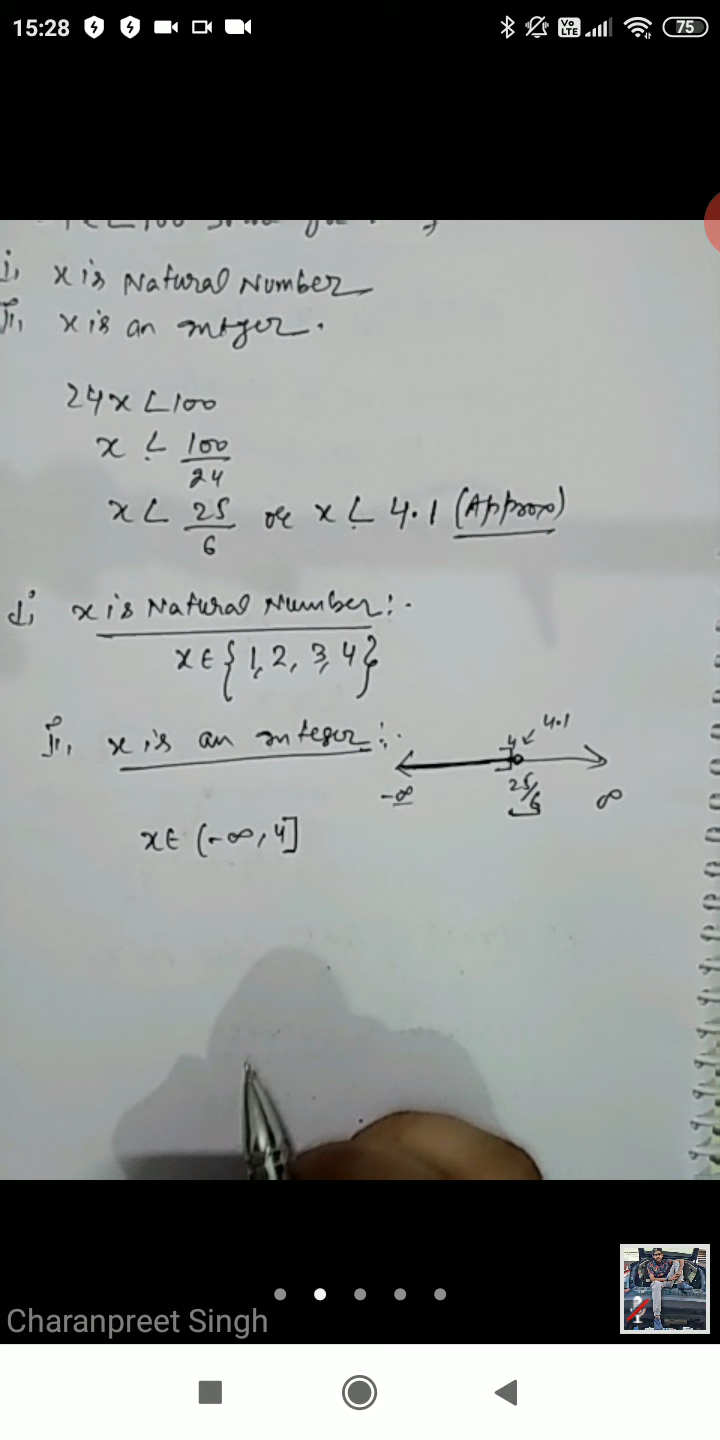 15:28 Vo LTE 75
i, x is Natural Number
ii, x is an integer.
24x < 100
x < 100/24
x < 25/6 or x < 4.1 (Approx)
i, x is Natural Number:.
x ∈ {1, 2, 3, 4}
ii, x is an integer:.
4 4.1
-∞ 25/6 ∞
x ∈ (-∞, 4]
Charanpreet Singh